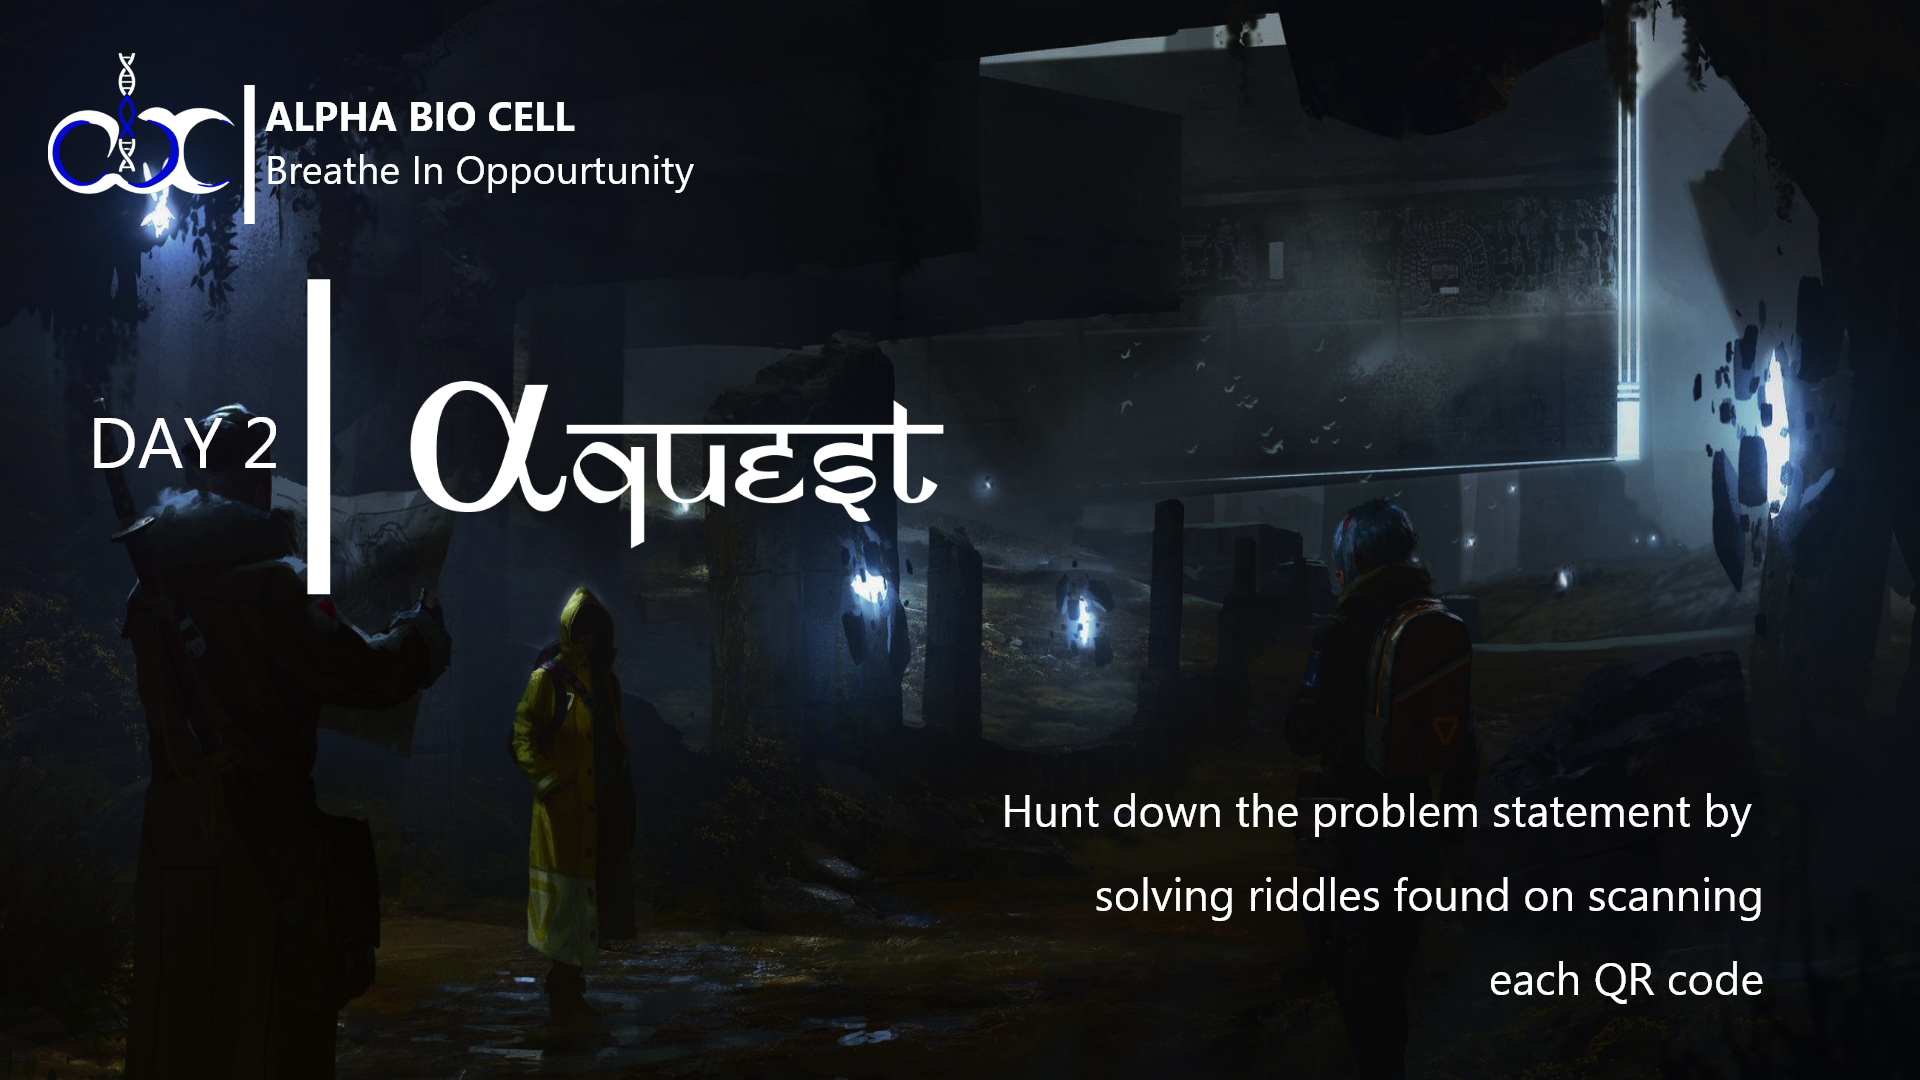 ALPHA BIO CELL
Breathe In Oppourtunity
DAY 2
αquest
Hunt down the problem statement by
solving riddles found on scanning
each QR code